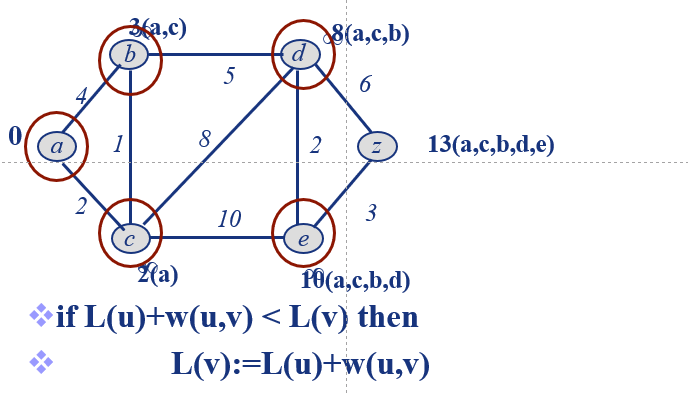 3(a,c)
8(a,c,b)
b
d
5
6
4
0
a
1
8
2
z
13(a,c,b,d,e)
2
10
3
c
e
2(a)
10(a,c,b,d)
❖if L(u)+w(u,v) < L(v) then
❖ L(v):=L(u)+w(u,v)